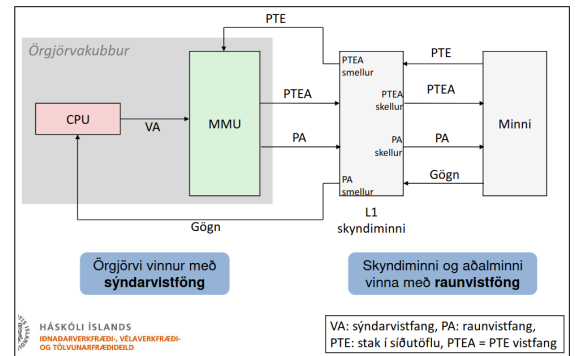 PTE
Örgjörvakubbur
CPU
VA
MMU
PTEA
PA
PTEA
smellur
PTEA
skellur
PA
skellur
PA
smellur
L1
skyndiminni
PTE
PTEA
PA
Gögn
Minni
Gögn
Örgjörvi vinnur með
sýndarvistföng
Skyndiminni og aðalminni
vinna með raunvistföng
HÁSKÓLI ÍSLANDS
IÐNAÐARVERKFRÆÐI-, VÉLAVERKFRÆÐI-
OG TÖLVUNARFRÆÐIDEILD
VA: sýndarvistfang, PA: raunvistfang,
PTE: stak í síðutöflu, PTEA = PTE vistfang